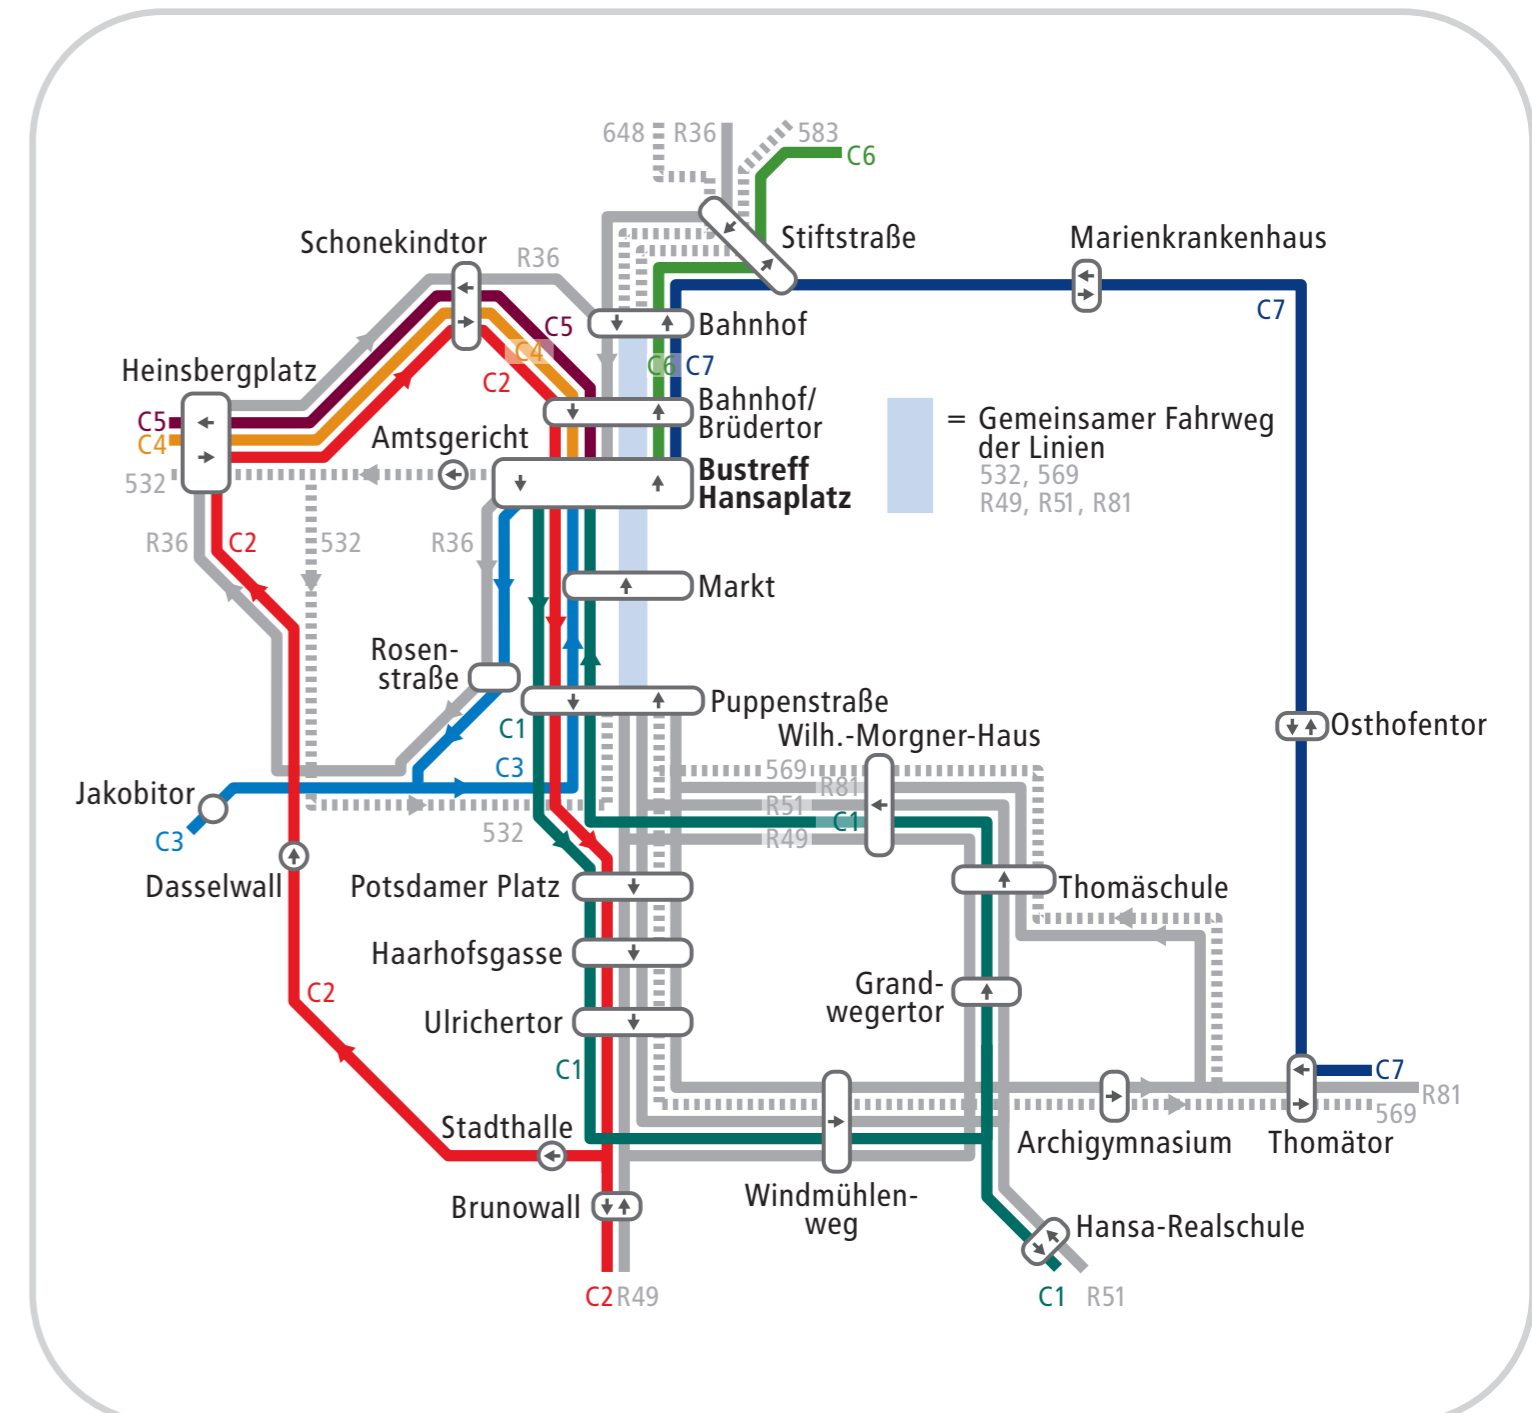 648 R36 583
C6
Schonekindtor
R36
Stiftstraße
Marienkrankenhaus
C7
C5
Bahnhof
C4
C6 C7
Heinsbergplatz
C2
Bahnhof/
Brüdertor
C5
C4
Amtsgericht
= Gemeinsamer Fahrweg
der Linien
532, 569
R49, R51, R81
532
Bustreff
Hansaplatz
R36 C2 532 R36
Markt
Rosen-
straße
Puppenstraße
C1
Wilh.-Morgner-Haus
Osthofentor
C3
569
R81
Jakobitor
R51
C3
532
C1
R49
Dasselwall
Potsdamer Platz
Thomäschule
Haarhofsgasse
C2
Grand-
wegertor
Ulrichertor
C1
C7
R81
569
Stadthalle
Archigymnasium
Thomätor
Brunowall
Windmühlen-
weg
Hansa-Realschule
C2 R49
C1 R51